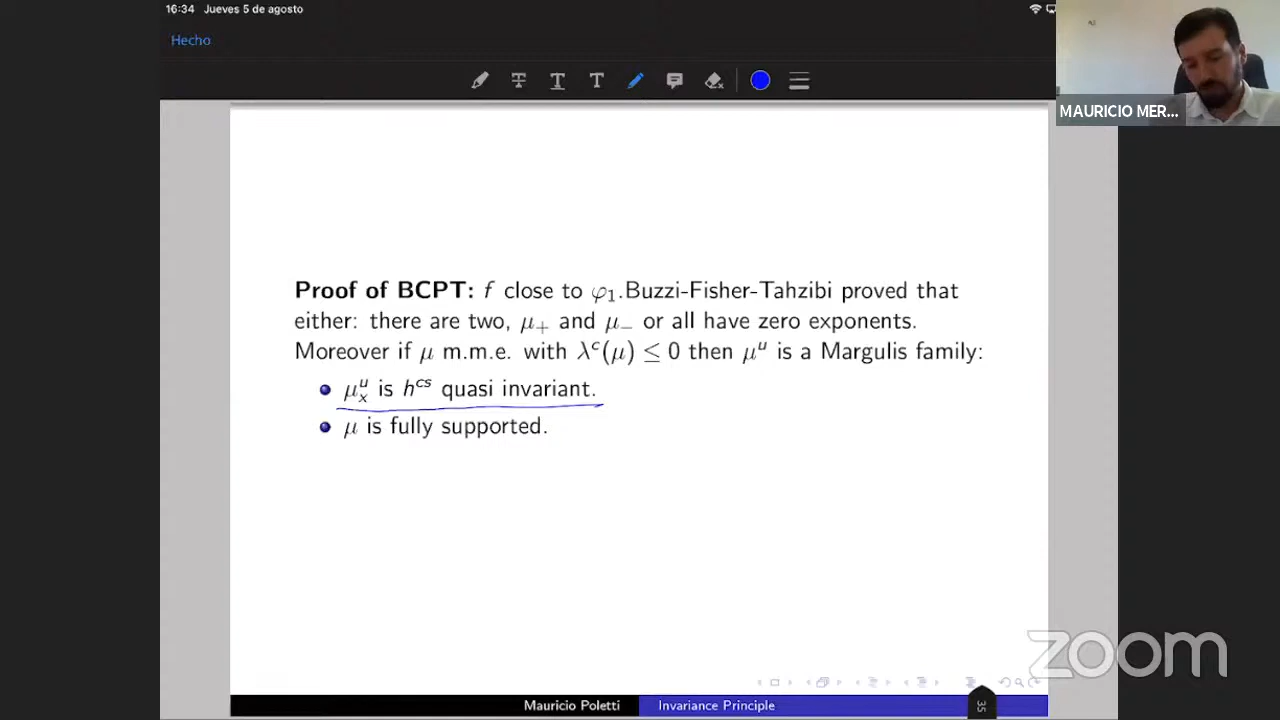 16:34 Jueves 5 de agosto
Hecho
MAURICIO MER...
Proof of BCPT: f close to φ₁.Buzzi-Fisher-Tahzibi proved that
either: there are two, μ₊ and μ₋ or all have zero exponents.
Moreover if μ m.m.e. with λᶜ(μ) ≤ 0 then μᵘ is a Margulis family:
μₓᵘ is hᶜˢ quasi invariant.
μ is fully supported.
zoom
Mauricio Poletti Invariance Principle
35